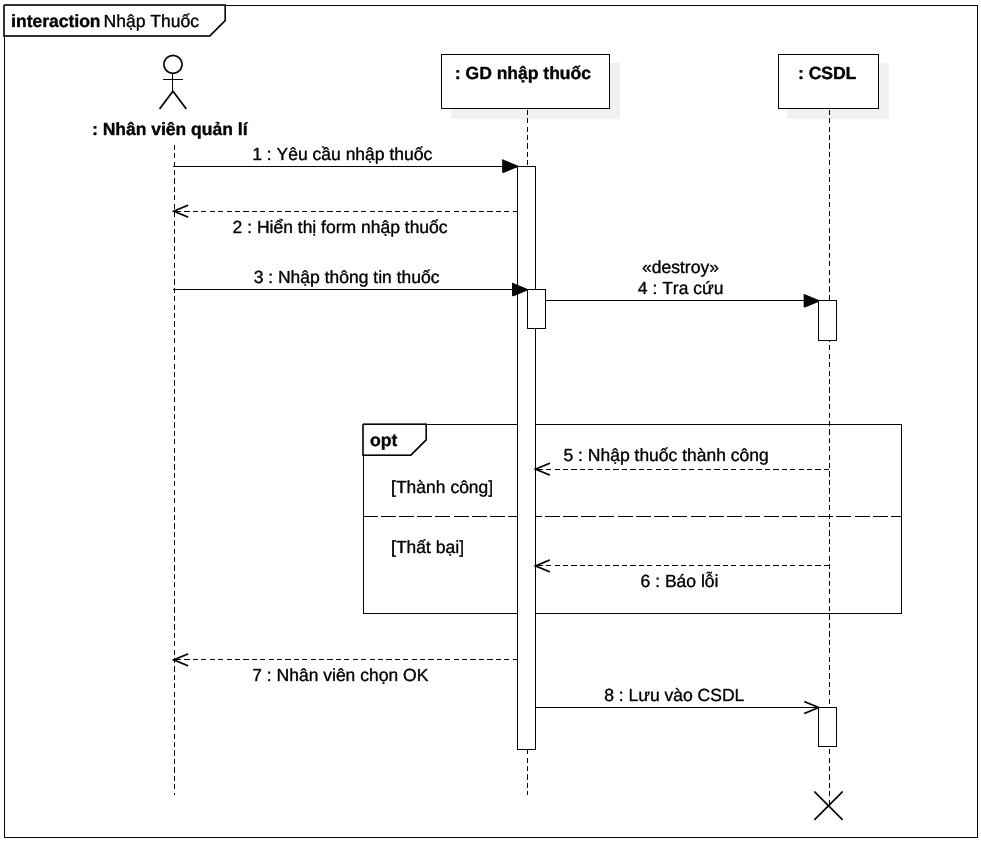 interaction Nhập Thuốc
: GD nhập thuốc
: CSDL
: Nhân viên quản lí
1 : Yêu cầu nhập thuốc
2 : Hiển thị form nhập thuốc
3 : Nhập thông tin thuốc
«destroy»
4 : Tra cứu
opt
5 : Nhập thuốc thành công
[Thành công]
[Thất bại]
6 : Báo lỗi
7 : Nhân viên chọn OK
8 : Lưu vào CSDL